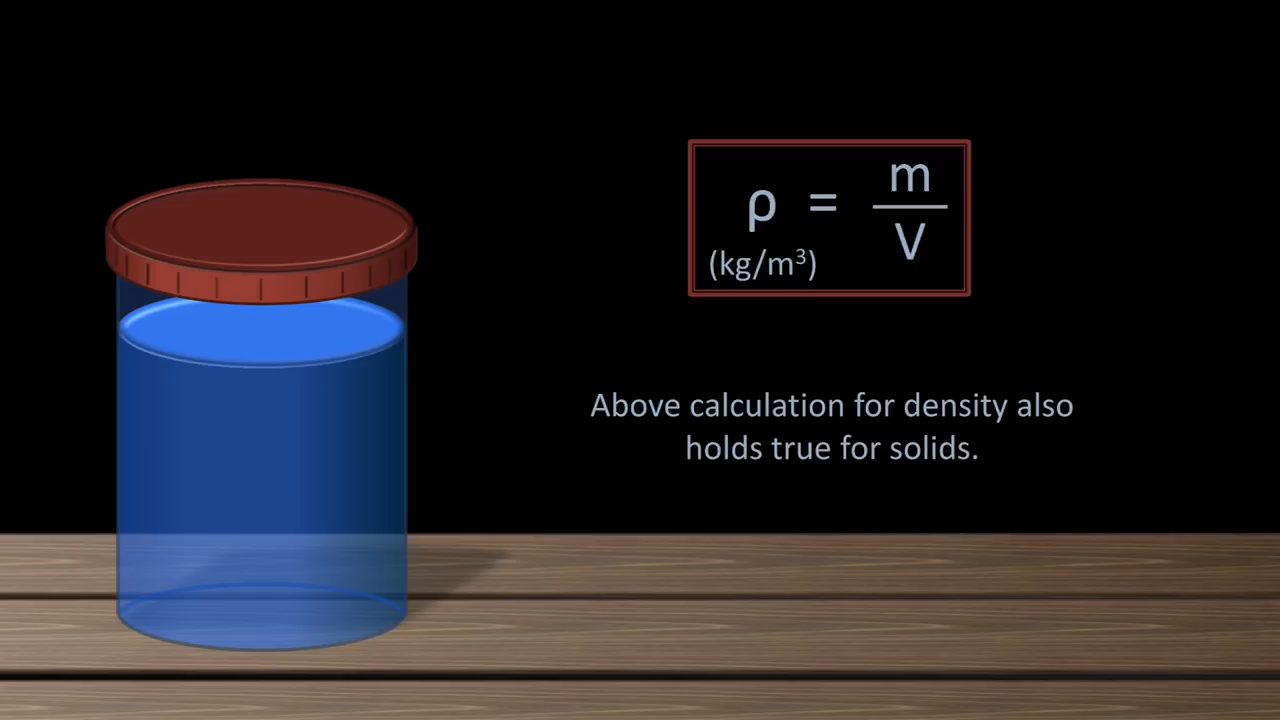 ρ = m
V
(kg/m³)
Above calculation for density also
holds true for solids.